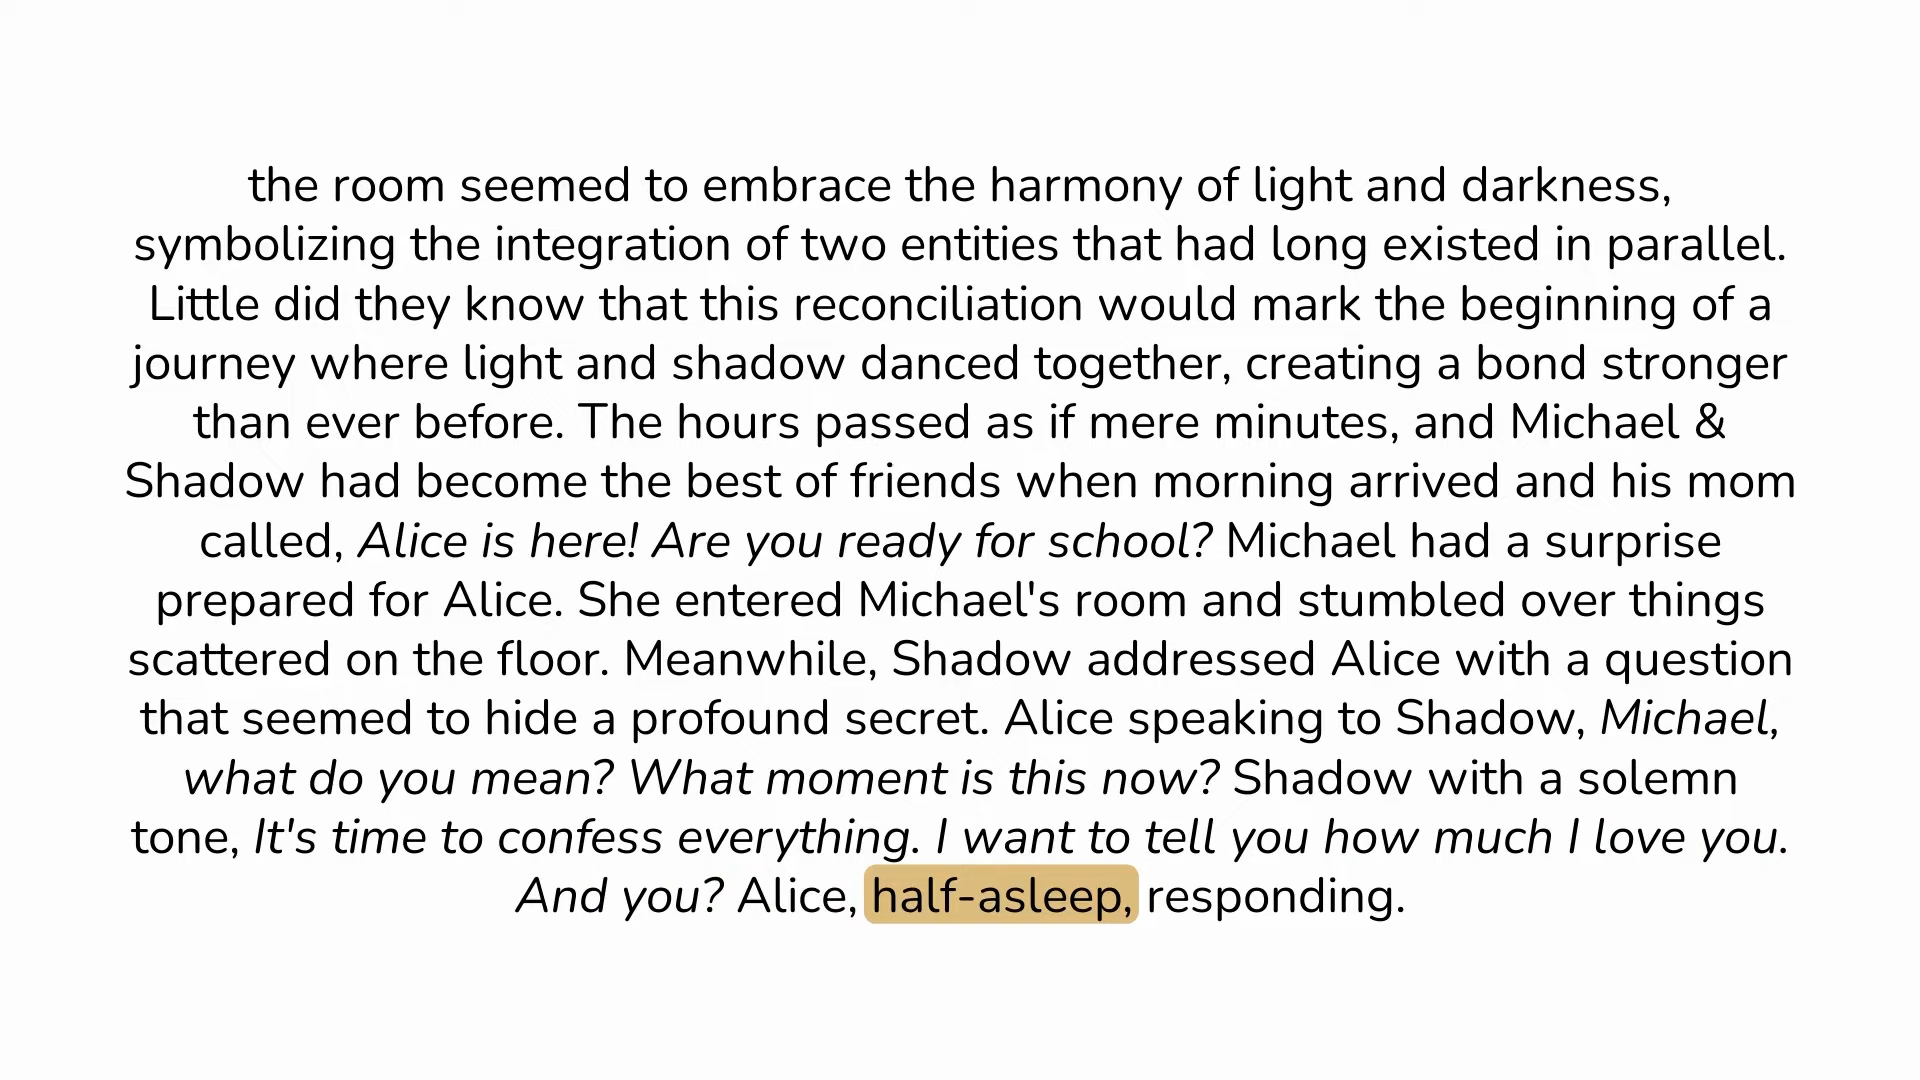 the room seemed to embrace the harmony of light and darkness,
symbolizing the integration of two entities that had long existed in parallel.
Little did they know that this reconciliation would mark the beginning of a
journey where light and shadow danced together, creating a bond stronger
than ever before. The hours passed as if mere minutes, and Michael &
Shadow had become the best of friends when morning arrived and his mom
called, Alice is here! Are you ready for school? Michael had a surprise
prepared for Alice. She entered Michael's room and stumbled over things
scattered on the floor. Meanwhile, Shadow addressed Alice with a question
that seemed to hide a profound secret. Alice speaking to Shadow, Michael,
what do you mean? What moment is this now? Shadow with a solemn
tone, It's time to confess everything. I want to tell you how much I love you.
And you? Alice, half-asleep, responding.